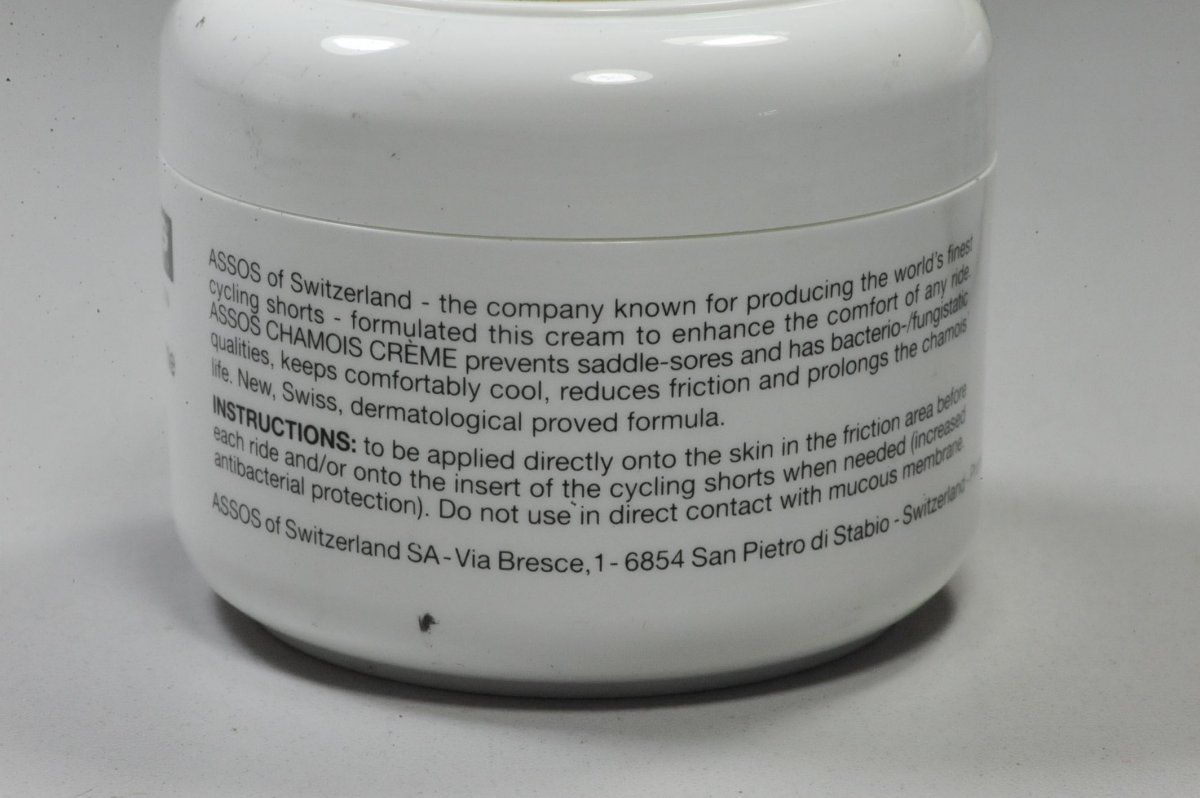 ASSOS of Switzerland - the company known for producing the world's finest
cycling shorts - formulated this cream to enhance the comfort of any ride.
ASSOS CHAMOIS CRÈME prevents saddle-sores and has bacterio-/fungistatic
qualities, keeps comfortably cool, reduces friction and prolongs the chamois'
life. New, Swiss, dermatological proved formula.
INSTRUCTIONS: to be applied directly onto the skin in the friction area before
each ride and/or onto the insert of the cycling shorts when needed (increased
antibacterial protection). Do not use in direct contact with mucous membrane.
ASSOS of Switzerland SA - Via Bresce, 1 - 6854 San Pietro di Stabio - Switzerland -